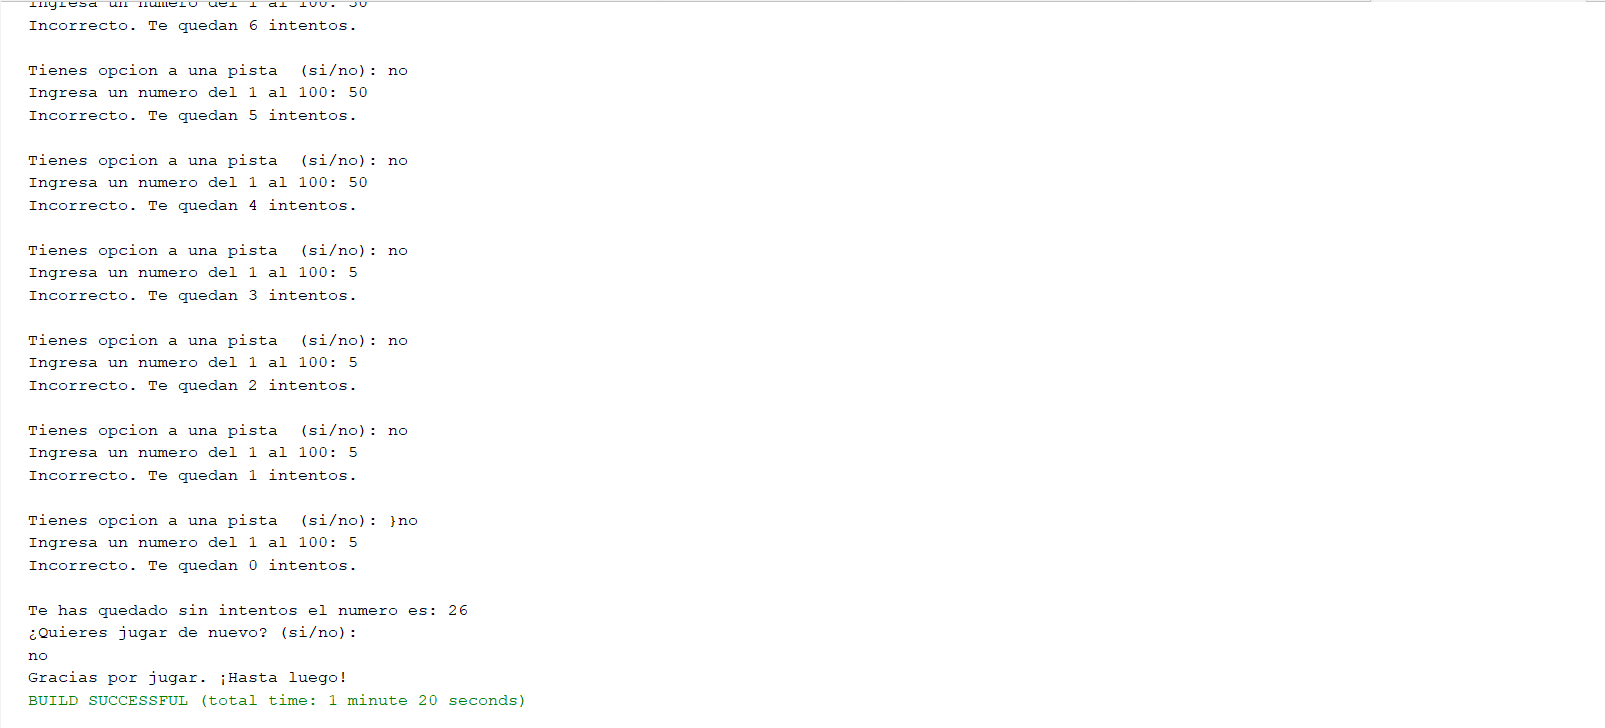 Ingresa un numero del 1 al 100: 50
Incorrecto. Te quedan 6 intentos.
Tienes opcion a una pista  (si/no): no
Ingresa un numero del 1 al 100: 50
Incorrecto. Te quedan 5 intentos.
Tienes opcion a una pista  (si/no): no
Ingresa un numero del 1 al 100: 50
Incorrecto. Te quedan 4 intentos.
Tienes opcion a una pista  (si/no): no
Ingresa un numero del 1 al 100: 5
Incorrecto. Te quedan 3 intentos.
Tienes opcion a una pista  (si/no): no
Ingresa un numero del 1 al 100: 5
Incorrecto. Te quedan 2 intentos.
Tienes opcion a una pista  (si/no): no
Ingresa un numero del 1 al 100: 5
Incorrecto. Te quedan 1 intentos.
Tienes opcion a una pista  (si/no): }no
Ingresa un numero del 1 al 100: 5
Incorrecto. Te quedan 0 intentos.
Te has quedado sin intentos el numero es: 26
¿Quieres jugar de nuevo? (si/no):
no
Gracias por jugar. ¡Hasta luego!
BUILD SUCCESSFUL (total time: 1 minute 20 seconds)